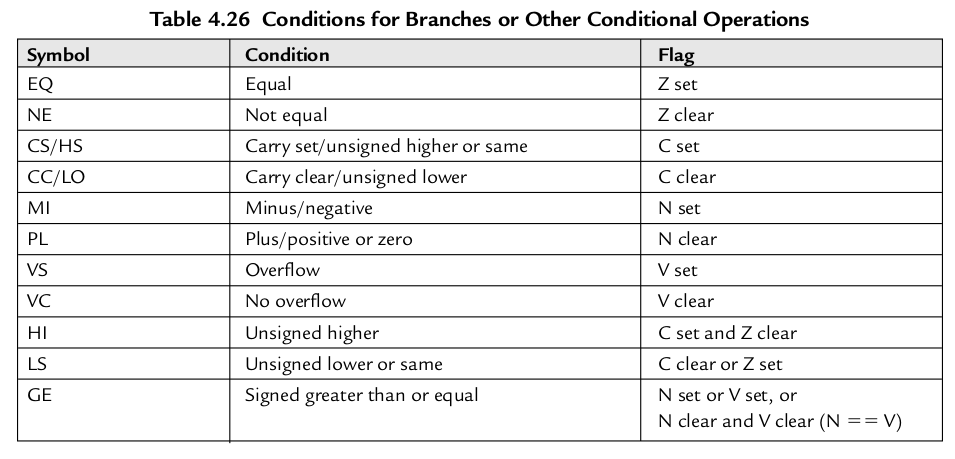 Table 4.26 Conditions for Branches or Other Conditional Operations
Symbol Condition Flag
EQ Equal Z set
NE Not equal Z clear
CS/HS Carry set/unsigned higher or same C set
CC/LO Carry clear/unsigned lower C clear
MI Minus/negative N set
PL Plus/positive or zero N clear
VS Overflow V set
VC No overflow V clear
HI Unsigned higher C set and Z clear
LS Unsigned lower or same C clear or Z set
GE Signed greater than or equal N set or V set, or
N clear and V clear (N == V)